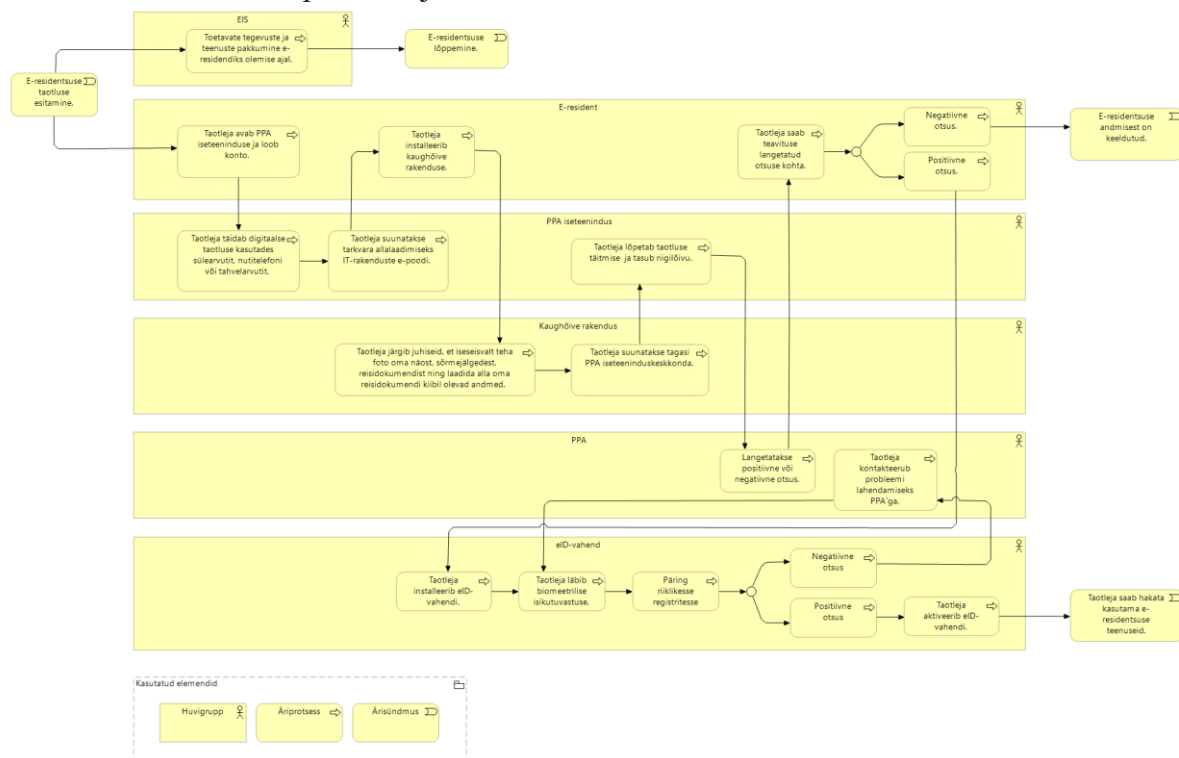 EIS
Toetavate tegevuste ja
teenuste pakkumine e-
residendiks olemise ajal.
E-residentsuse
lõppemine.
E-residentsuse
taotluse
esitamine.
E-resident
Taotleja avab PPA
iseteeninduse ja loob
konto.
Taotleja
installeerib
kaughõive
rakenduse.
Taotleja saab
teavituse
langetatud
otsuse kohta.
Negatiivne
otsus.
Positiivne
otsus.
E-residentsuse
andmisest on
keeldutud.
PPA iseteenindus
Taotleja täidab digitaalse
taotluse kasutades
sülearvutit, nutitelefoni
või tahvelarvutit.
Taotleja suunatakse
tarkvara allalaadimiseks
IT-rakenduste e-poodi.
Taotleja lõpetab taotluse
täitmise ja tasub riigilõivu.
Kaughõive rakendus
Taotleja järgib juhiseid, et iseseisvalt teha
foto oma näost, sõrmejälgedest,
reisidokumendist ning laadida alla oma
reisidokumendi kiibil olevad andmed.
Taotleja suunatakse tagasi
PPA iseteeninduskeskkonda.
PPA
Langetatakse
positiivne või
negatiivne otsus.
Taotleja
kontakteerub
probleemi
lahendamiseks
PPA´ga.
eID-vahend
Taotleja
installeerib eID-
vahendi.
Taotleja läbib
biomeetrilise
isikutuvastuse.
Päring
riiklikesse
registritesse
Negatiivne
otsus
Positiivne
otsus
Taotleja
aktiveerib eID-
vahendi.
Taotleja saab hakata
kasutama e-
residentsuse
teenuseid.
Kasutatud elemendid
Huvigrupp
Äriprotsess
Ärisündmus